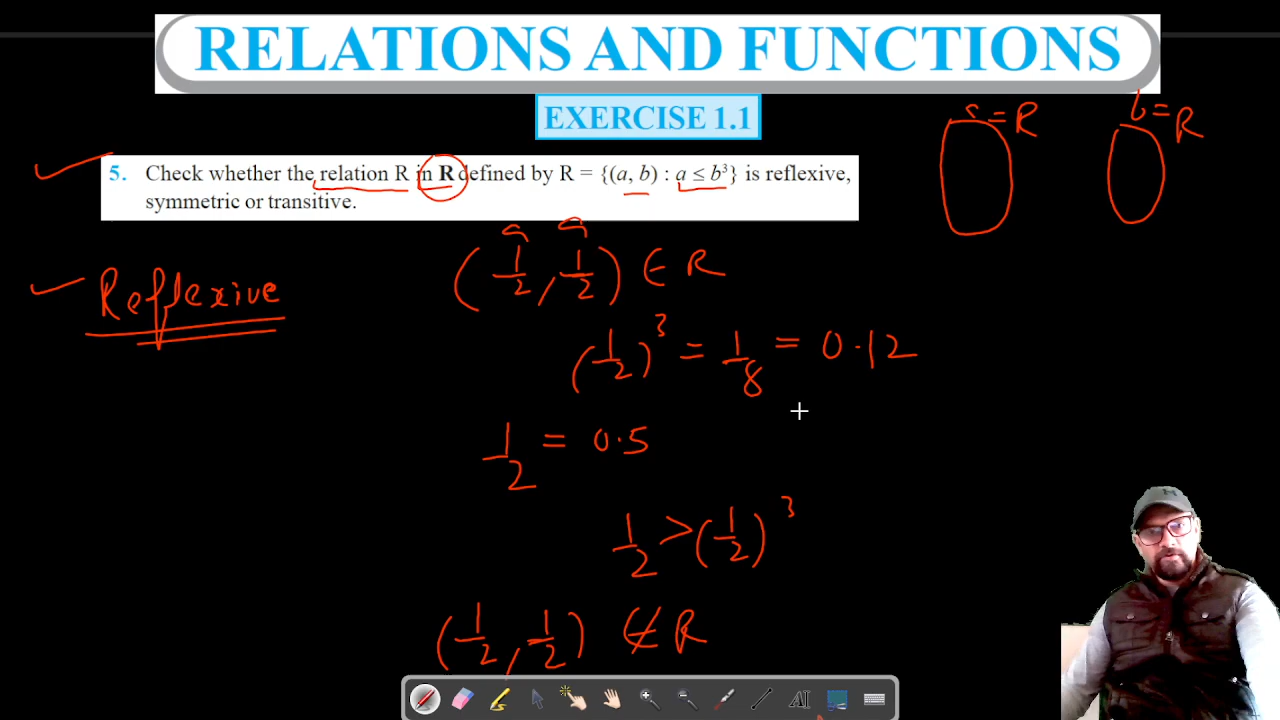 RELATIONS AND FUNCTIONS
EXERCISE 1.1
a = R
b = R
5. Check whether the relation R in R defined by R = {(a, b) : a ≤ b³} is reflexive,
symmetric or transitive.
Reflexive
a a
(1/2, 1/2) ∈ R
(1/2)³ = 1/8 = 0.12
1/2 = 0.5
1/2 > (1/2)³
(1/2, 1/2) ∉ R
AI